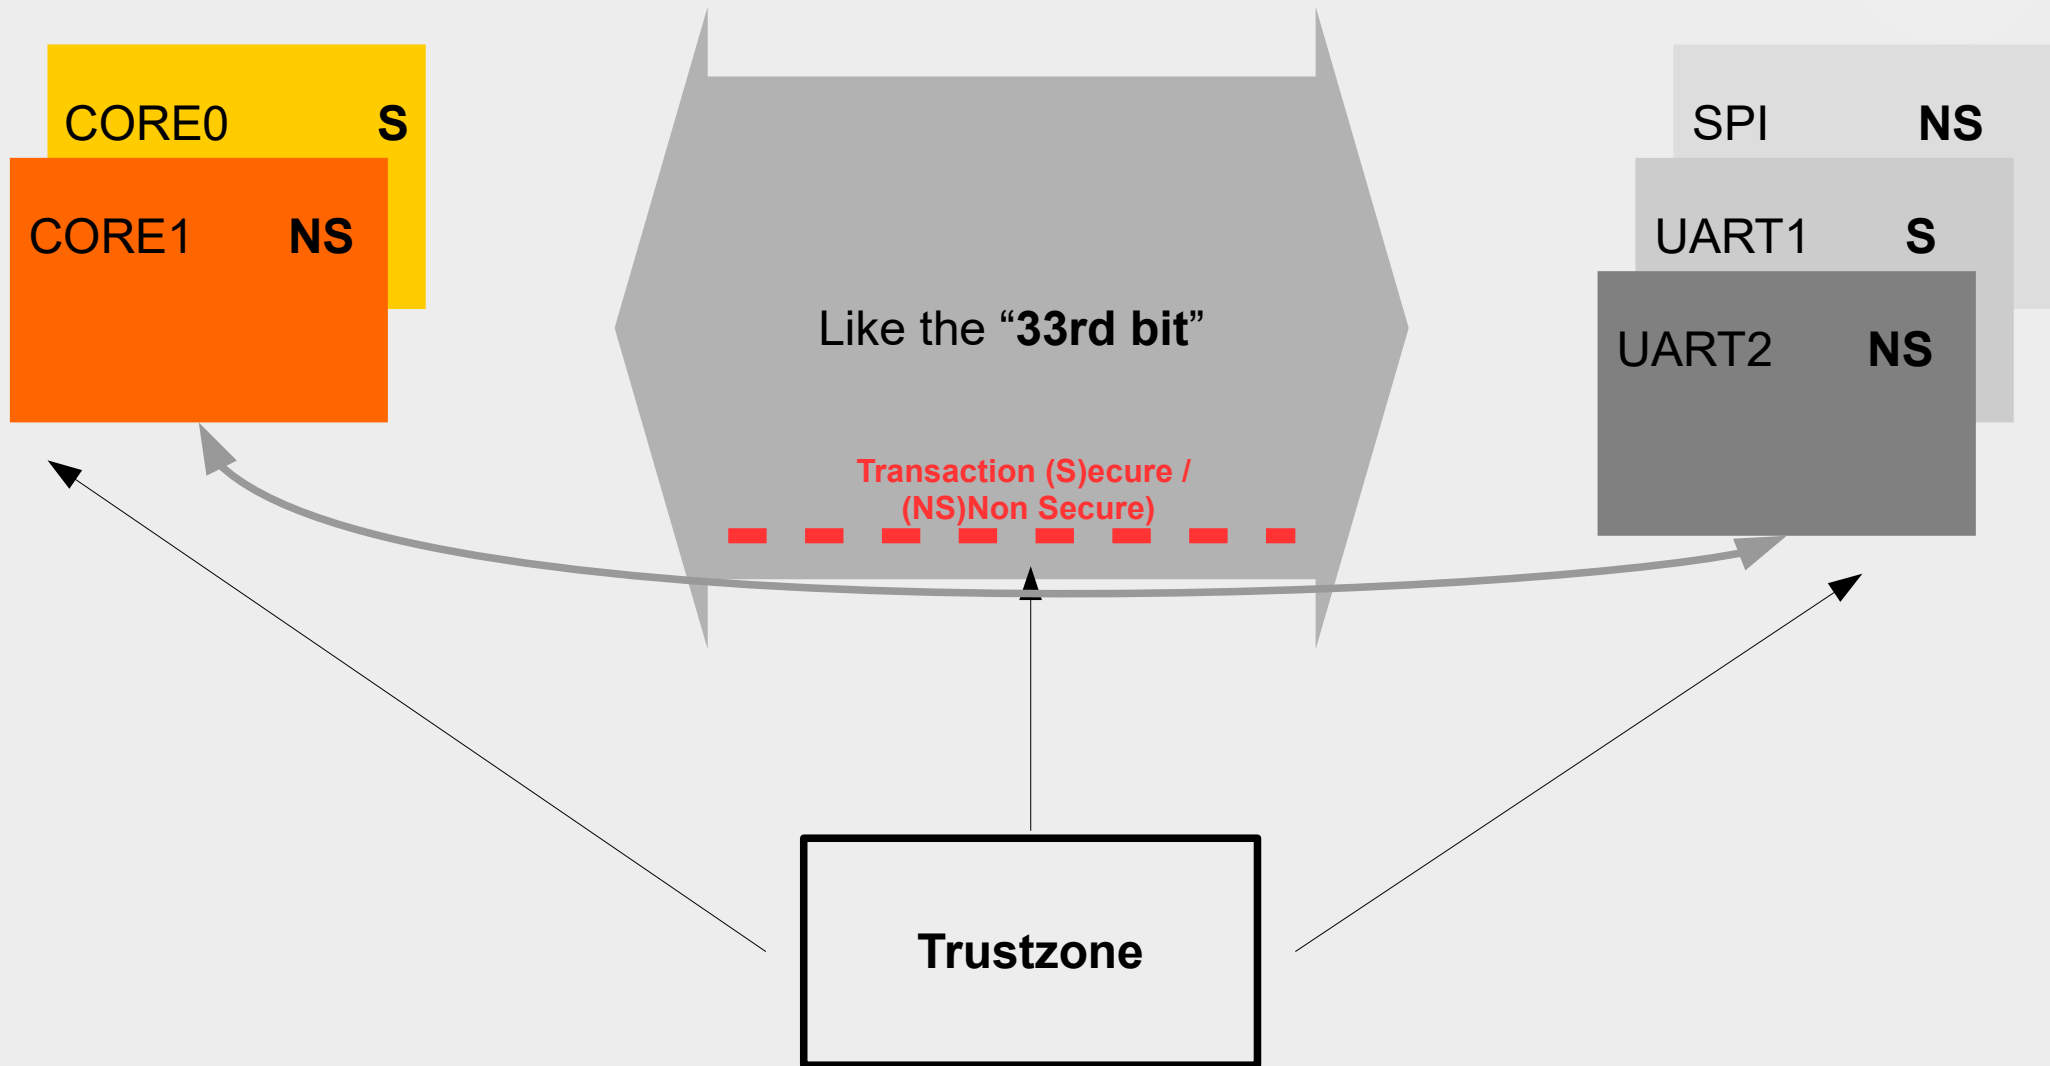 CORE0 S
CORE1 NS
Like the “33rd bit”
Transaction (S)ecure /
(NS)Non Secure)
SPI NS
UART1 S
UART2 NS
Trustzone